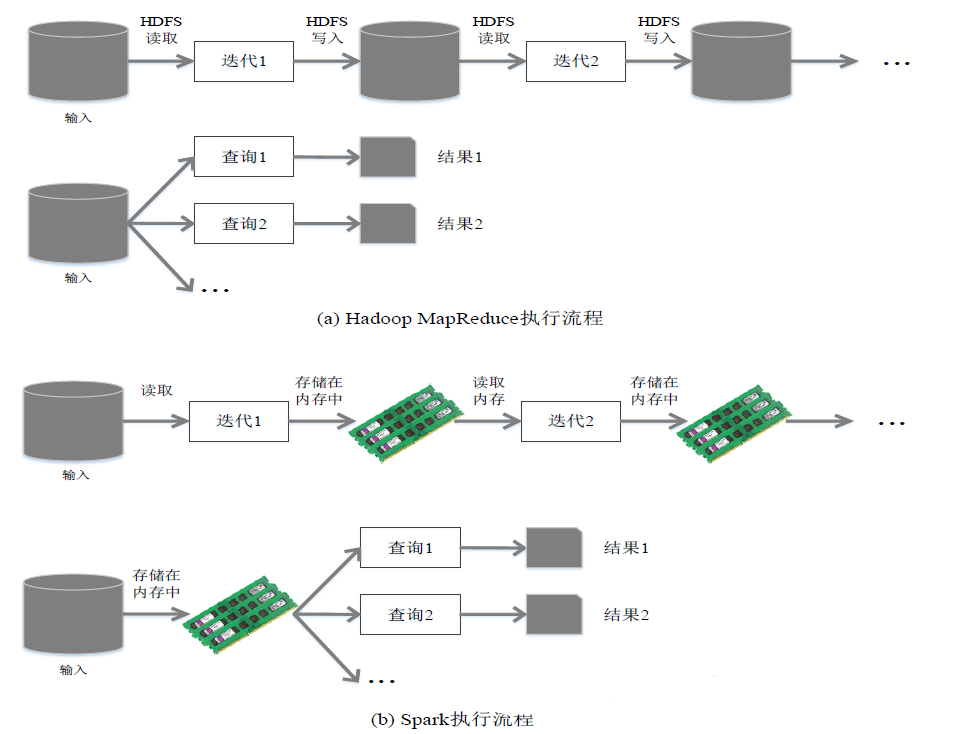 HDFS
读取
HDFS
写入
HDFS
读取
HDFS
写入
迭代1
迭代2
...
输入
查询1
结果1
查询2
结果2
输入
...
(a) Hadoop MapReduce执行流程
读取
存储在
内存中
读取
内存
存储在
内存中
迭代1
迭代2
...
输入
查询1
结果1
存储在
内存中
查询2
结果2
输入
...
(b) Spark执行流程